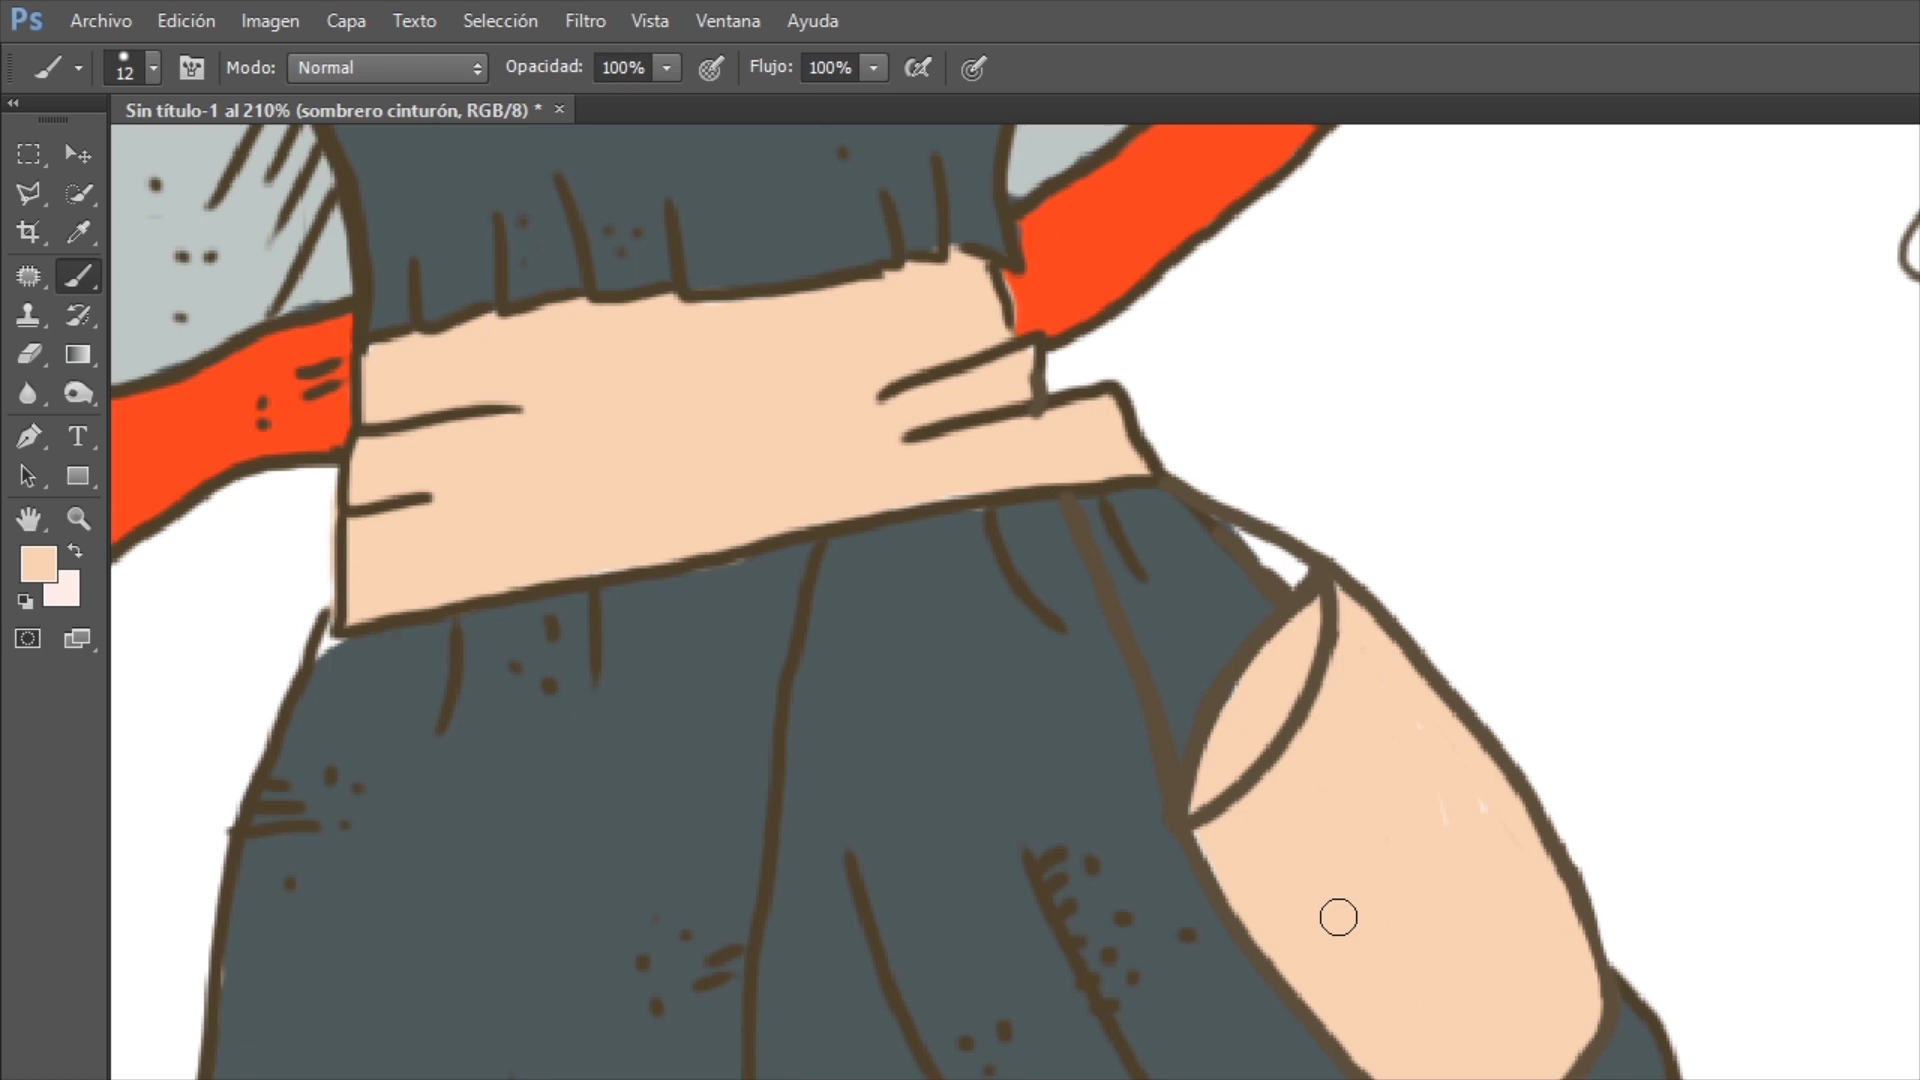 Ps Archivo Edición Imagen Capa Texto Selección Filtro Vista Ventana Ayuda
12 Modo: Normal Opacidad: 100% Flujo: 100%
Sin título-1 al 210% (sombrero cinturón, RGB/8) * ×
T